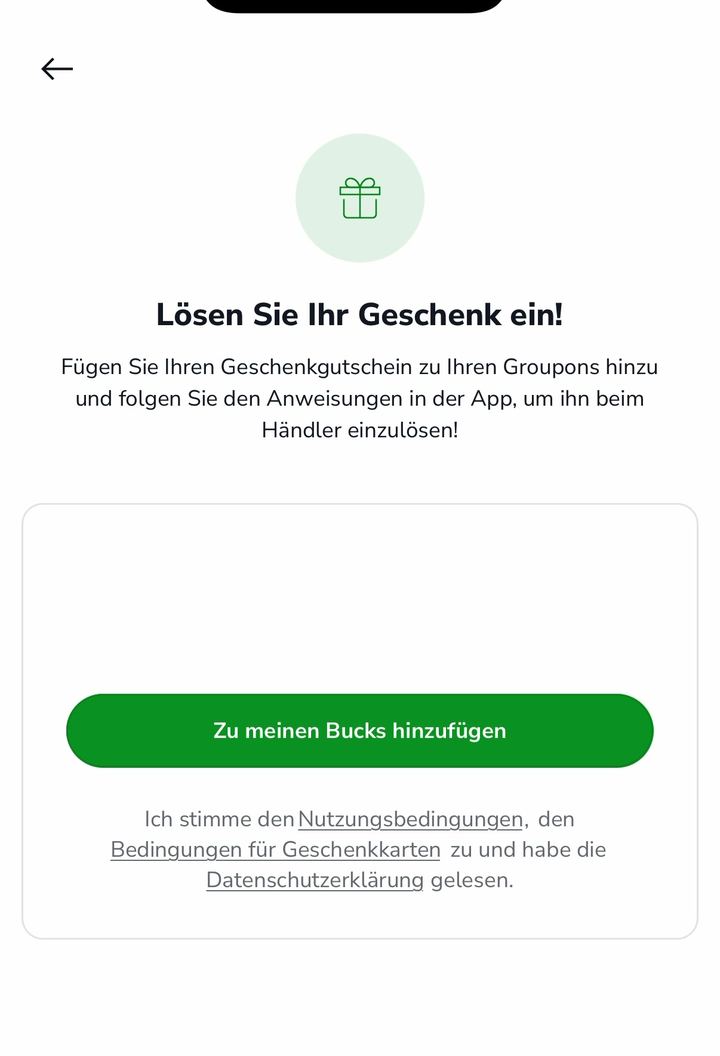 Lösen Sie Ihr Geschenk ein!
Fügen Sie Ihren Geschenkgutschein zu Ihren Groupons hinzu
und folgen Sie den Anweisungen in der App, um ihn beim
Händler einzulösen!
Zu meinen Bucks hinzufügen
Ich stimme den Nutzungsbedingungen, den
Bedingungen für Geschenkkarten zu und habe die
Datenschutzerklärung gelesen.